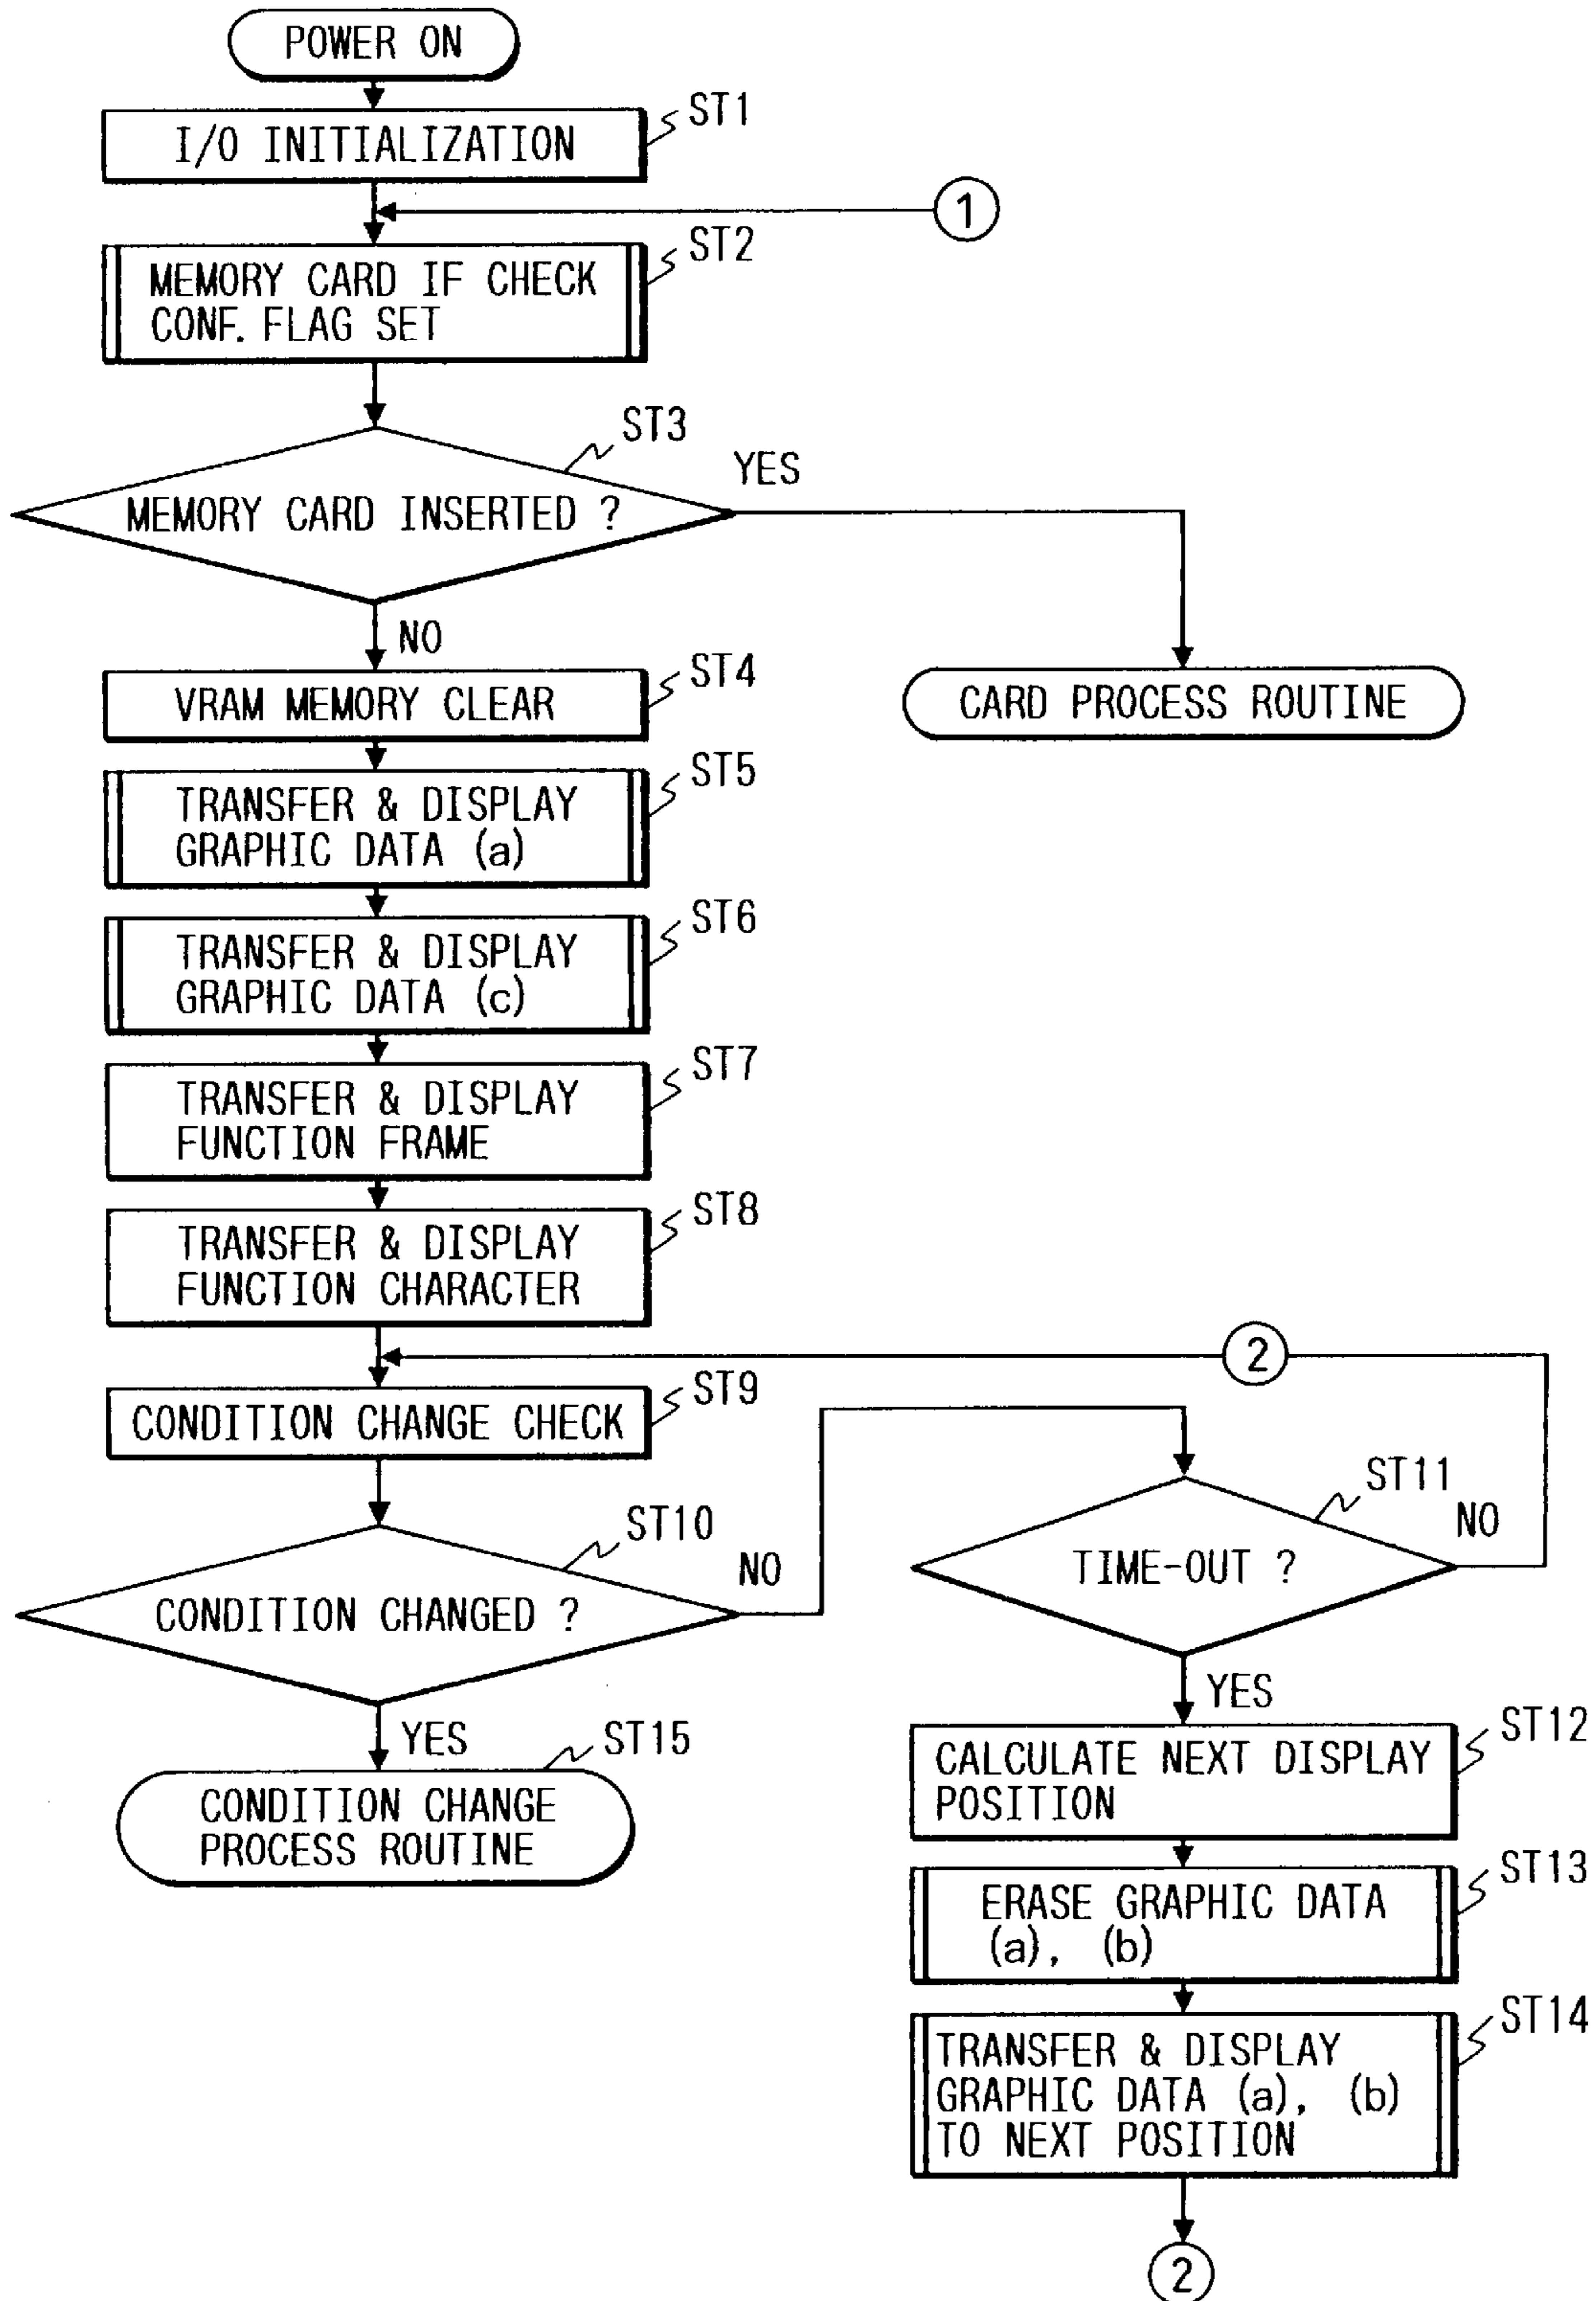 POWER ON
ST1
I/O INITIALIZATION
1
ST2
MEMORY CARD IF CHECK
CONF. FLAG SET
ST3
YES
MEMORY CARD INSERTED ?
NO
ST4
VRAM MEMORY CLEAR
CARD PROCESS ROUTINE
ST5
TRANSFER & DISPLAY
GRAPHIC DATA (a)
ST6
TRANSFER & DISPLAY
GRAPHIC DATA (c)
ST7
TRANSFER & DISPLAY
FUNCTION FRAME
ST8
TRANSFER & DISPLAY
FUNCTION CHARACTER
2
ST9
CONDITION CHANGE CHECK
ST10
NO
CONDITION CHANGED ?
YES
ST15
CONDITION CHANGE
PROCESS ROUTINE
ST11
NO
TIME-OUT ?
YES
ST12
CALCULATE NEXT DISPLAY
POSITION
ST13
ERASE GRAPHIC DATA
(a), (b)
ST14
TRANSFER & DISPLAY
GRAPHIC DATA (a), (b)
TO NEXT POSITION
2